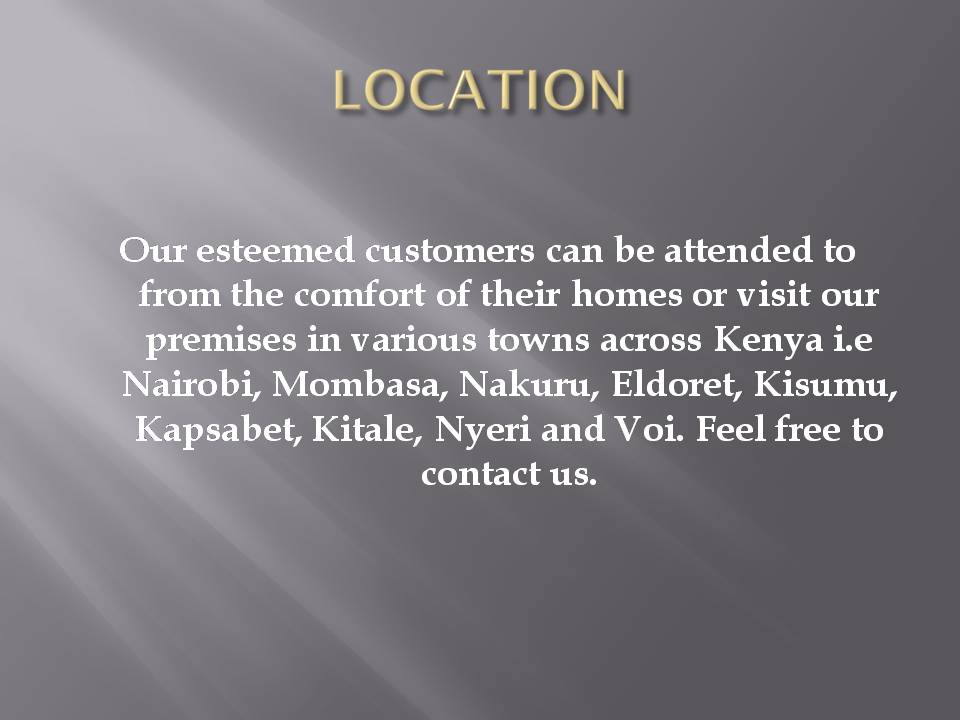 LOCATION
Our esteemed customers can be attended to
from the comfort of their homes or visit our
premises in various towns across Kenya i.e
Nairobi, Mombasa, Nakuru, Eldoret, Kisumu,
Kapsabet, Kitale, Nyeri and Voi. Feel free to
contact us.